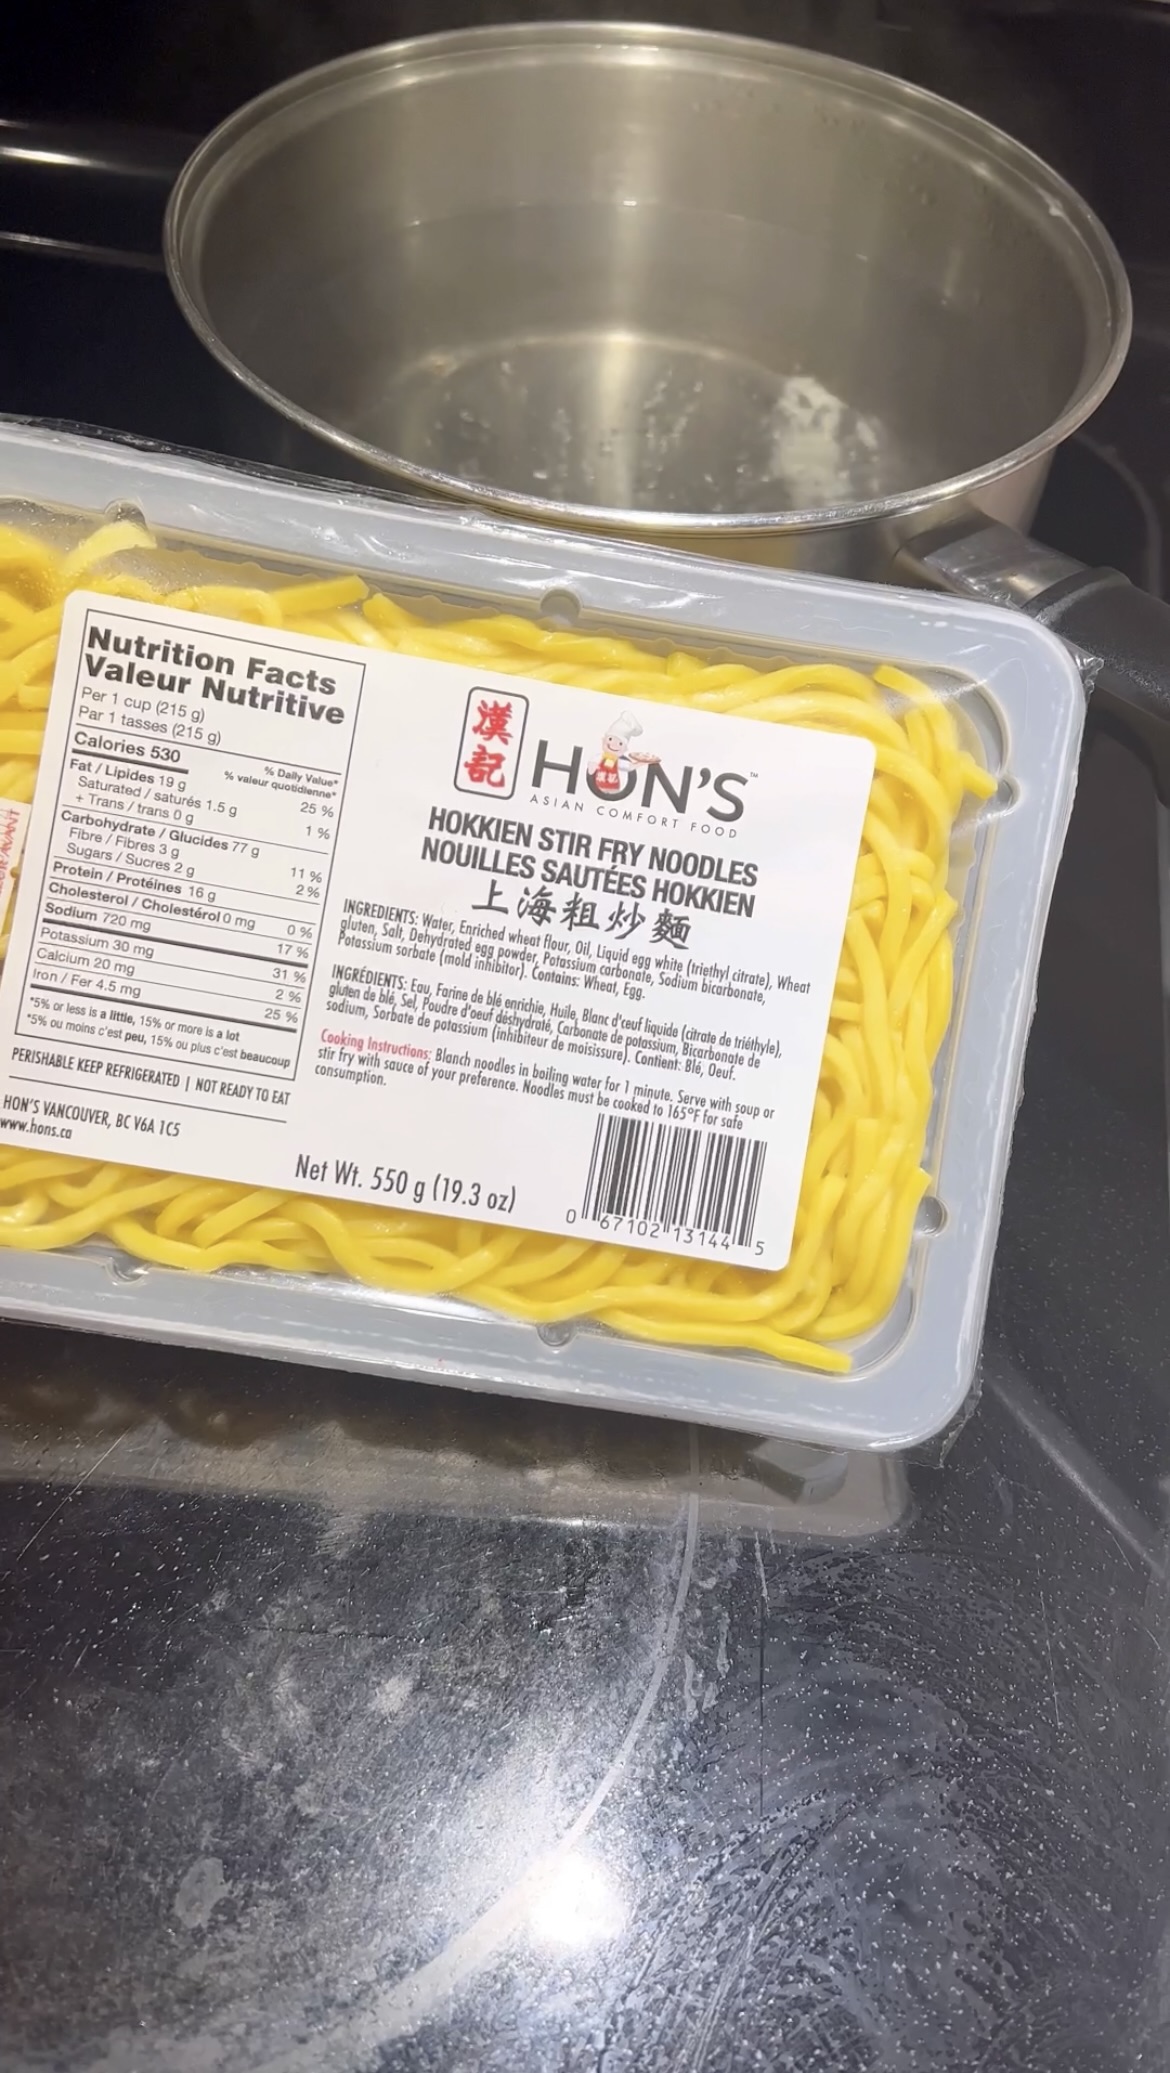 Nutrition Facts
Valeur Nutritive
Per 1 cup (215 g)
Par 1 tasses (215 g)
Calories 530
% Daily Value*
% valeur quotidienne*
Fat / Lipides 19 g 25 %
Saturated / saturés 1.5 g
+ Trans / trans 0 g 1 %
Carbohydrate / Glucides 77 g
Fibre / Fibres 3 g 11 %
Sugars / Sucres 2 g 2 %
Protein / Protéines 16 g
Cholesterol / Cholestérol 0 mg 0 %
Sodium 720 mg 17 %
Potassium 30 mg 31 %
Calcium 20 mg 2 %
Iron / Fer 4.5 mg 25 %
*5% or less is a little, 15% or more is a lot
*5% ou moins c'est peu, 15% ou plus c'est beaucoup
PERISHABLE KEEP REFRIGERATED | NOT READY TO EAT
HON'S VANCOUVER, BC V6A 1C5
www.hons.ca
漢記
HON'S™
ASIAN COMFORT FOOD
HOKKIEN STIR FRY NOODLES
NOUILLES SAUTÉES HOKKIEN
上海粗炒麵
INGREDIENTS: Water, Enriched wheat flour, Oil, Liquid egg white (triethyl citrate), Wheat
gluten, Salt, Dehydrated egg powder, Potassium carbonate, Sodium bicarbonate,
Potassium sorbate (mold inhibitor). Contains: Wheat, Egg.
INGRÉDIENTS: Eau, Farine de blé enrichie, Huile, Blanc d'œuf liquide (citrate de triéthyle),
gluten de blé, Sel, Poudre d'oeuf déshydraté, Carbonate de potassium, Bicarbonate de
sodium, Sorbate de potassium (inhibiteur de moisissure). Contient: Blé, Oeuf.
Cooking Instructions: Blanch noodles in boiling water for 1 minute. Serve with soup or
stir fry with sauce of your preference. Noodles must be cooked to 165°F for safe
consumption.
Net Wt. 550 g (19.3 oz)
0 67102 13144 5
AVANT